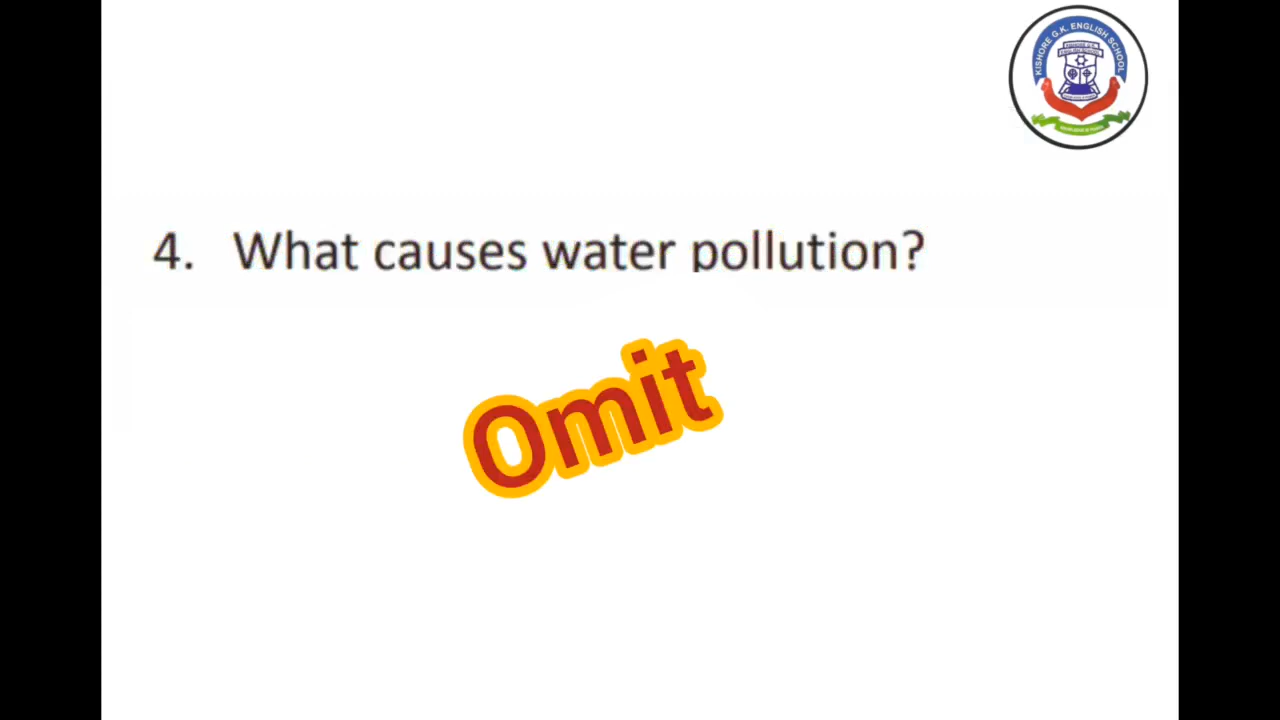 KISHORE G.K. ENGLISH SCHOOL
4. What causes water pollution?
Omit